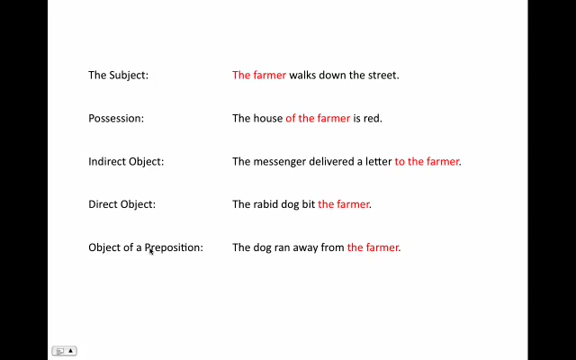 The Subject: The farmer walks down the street.
Possession: The house of the farmer is red.
Indirect Object: The messenger delivered a letter to the farmer.
Direct Object: The rabid dog bit the farmer.
Object of a Preposition: The dog ran away from the farmer.